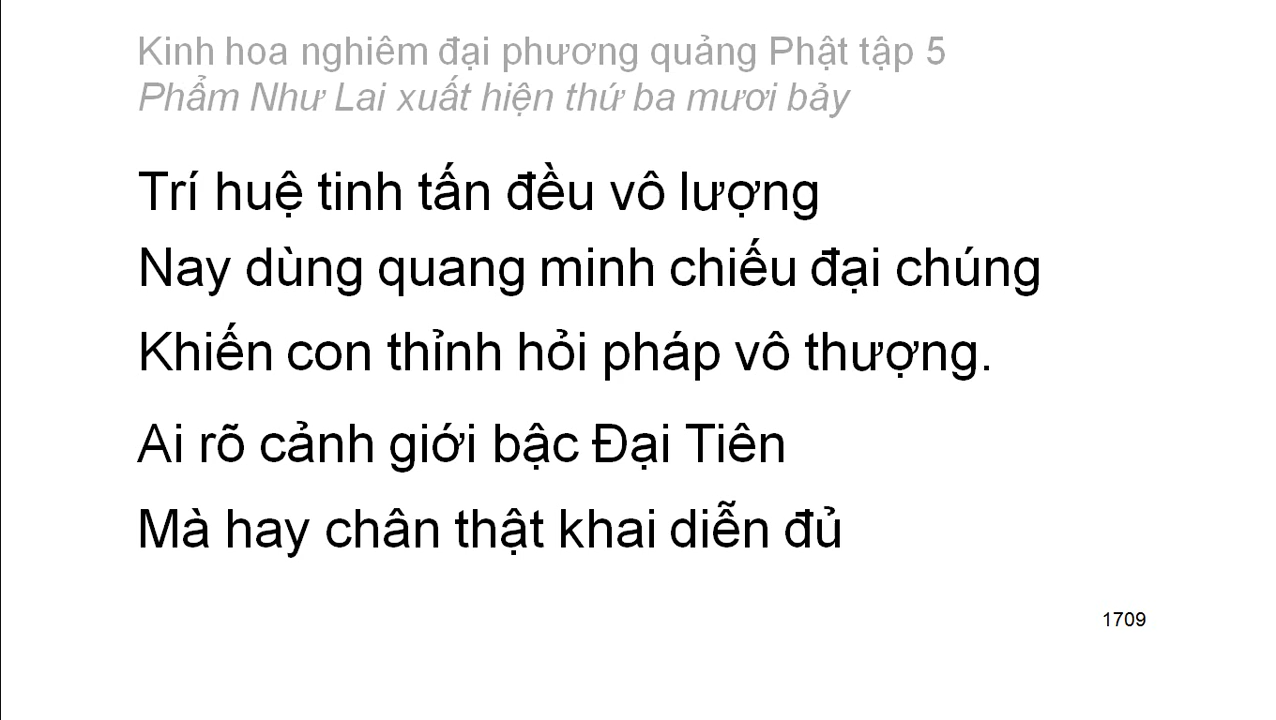 Kinh hoa nghiêm đại phương quảng Phật tập 5
Phẩm Như Lai xuất hiện thứ ba mươi bảy
Trí huệ tinh tấn đều vô lượng
Nay dùng quang minh chiếu đại chúng
Khiến con thỉnh hỏi pháp vô thượng.
Ai rõ cảnh giới bậc Đại Tiên
Mà hay chân thật khai diễn đủ
1709